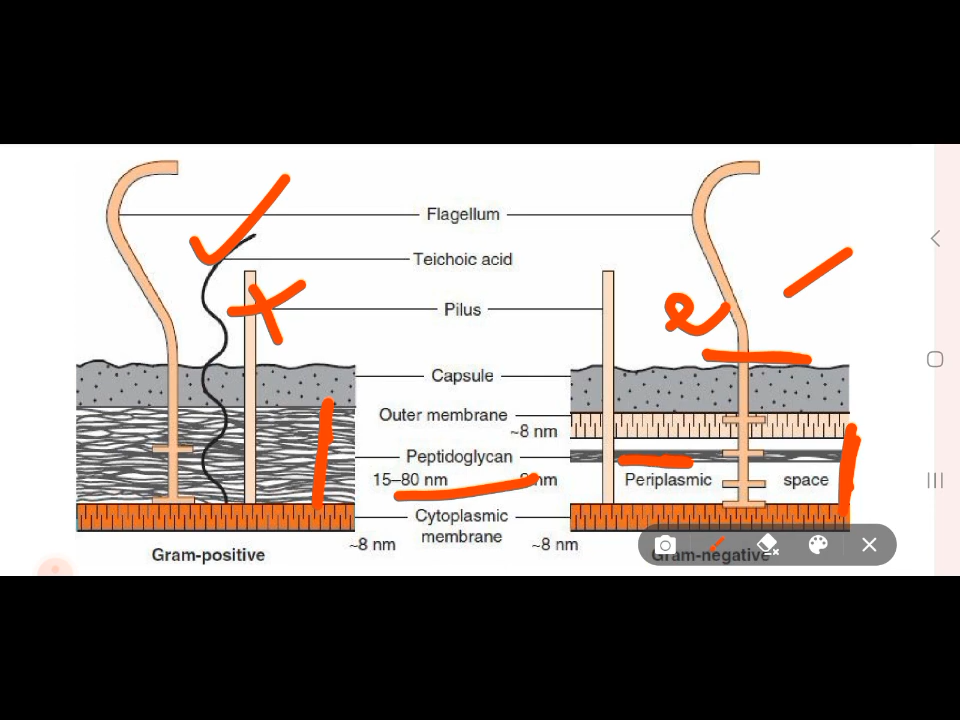 Flagellum
Teichoic acid
Pilus
Capsule
Outer membrane
~8 nm
Peptidoglycan
15–80 nm
nm
Periplasmic space
Cytoplasmic
membrane
~8 nm
~8 nm
Gram-positive
Gram-negative